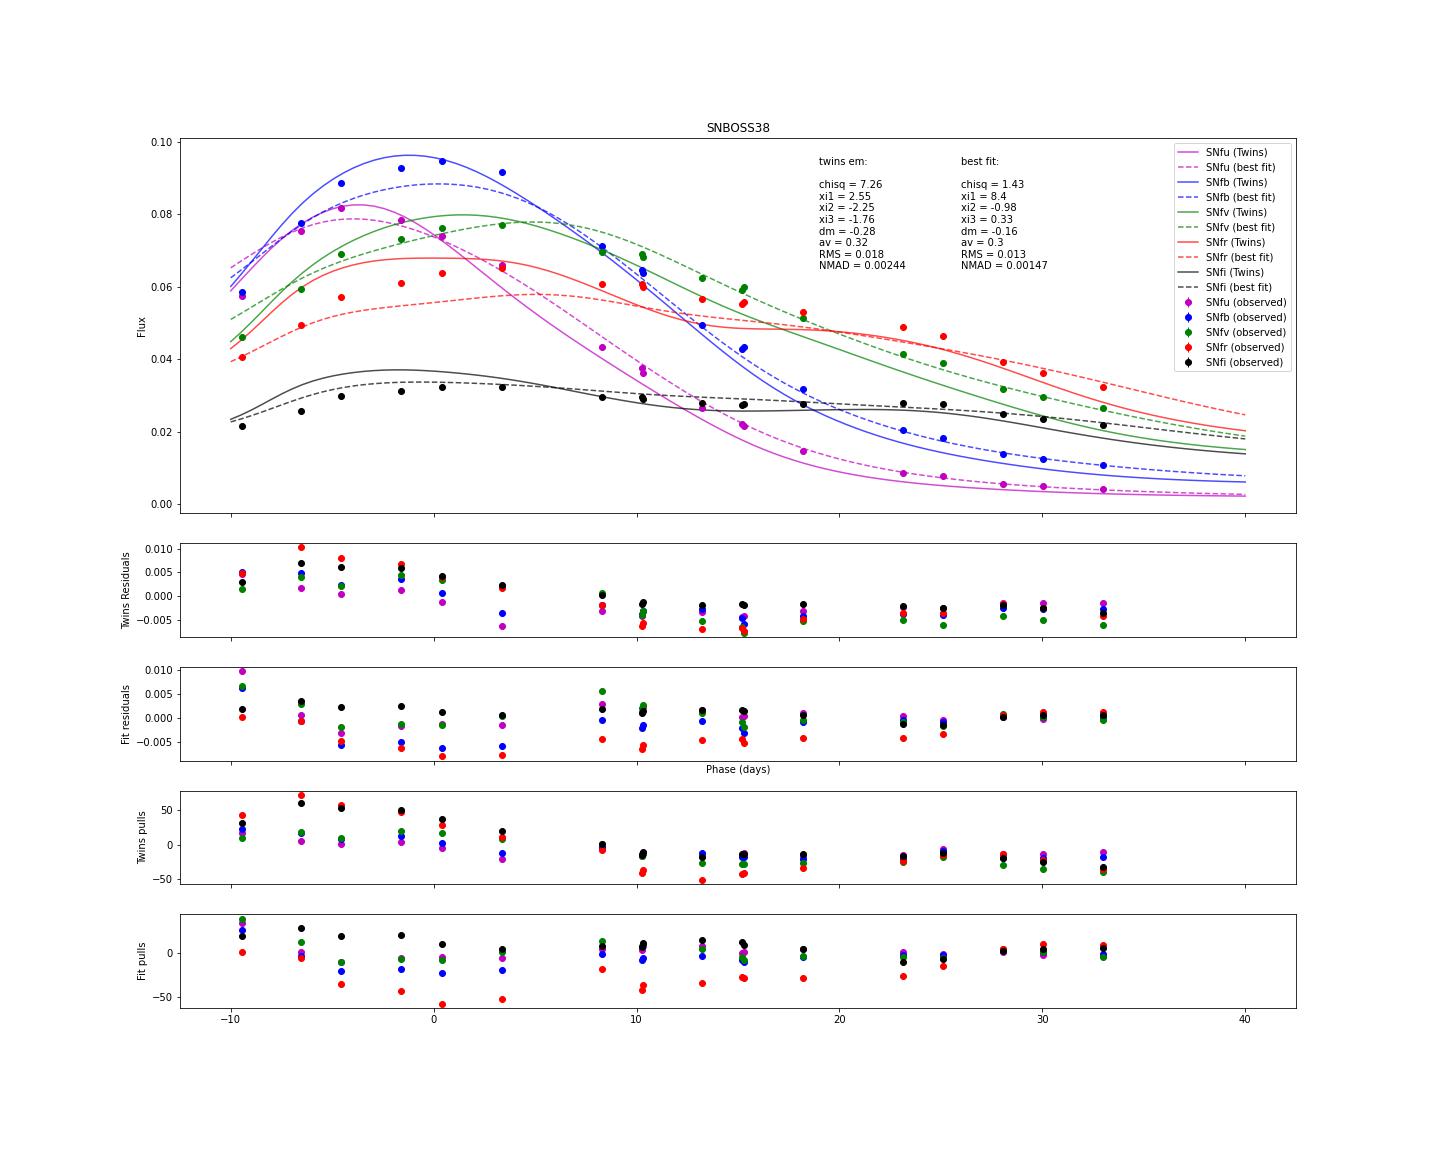 SNBOSS38
0.10
0.08
0.06
0.04
0.02
0.00
Flux
twins em:
chisq = 7.26
xi1 = 2.55
xi2 = -2.25
xi3 = -1.76
dm = -0.28
av = 0.32
RMS = 0.018
NMAD = 0.00244
best fit:
chisq = 1.43
xi1 = 8.4
xi2 = -0.98
xi3 = 0.33
dm = -0.16
av = 0.3
RMS = 0.013
NMAD = 0.00147
SNfu (Twins)
SNfu (best fit)
SNfb (Twins)
SNfb (best fit)
SNfv (Twins)
SNfv (best fit)
SNfr (Twins)
SNfr (best fit)
SNfi (Twins)
SNfi (best fit)
SNfu (observed)
SNfb (observed)
SNfv (observed)
SNfr (observed)
SNfi (observed)
0.010
0.005
0.000
−0.005
Twins Residuals
0.010
0.005
0.000
−0.005
Fit residuals
Phase (days)
50
0
−50
Twins pulls
0
−50
Fit pulls
−10
0
10
20
30
40